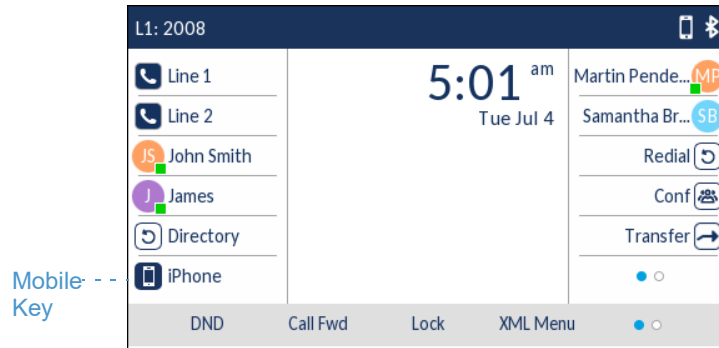 L1: 2008
Line 1
Line 2
JS John Smith
J James
Directory
iPhone
Mobile
Key
5:01 am
Tue Jul 4
Martin Pende... MP
Samantha Br... SB
Redial
Conf
Transfer
DND Call Fwd Lock XML Menu